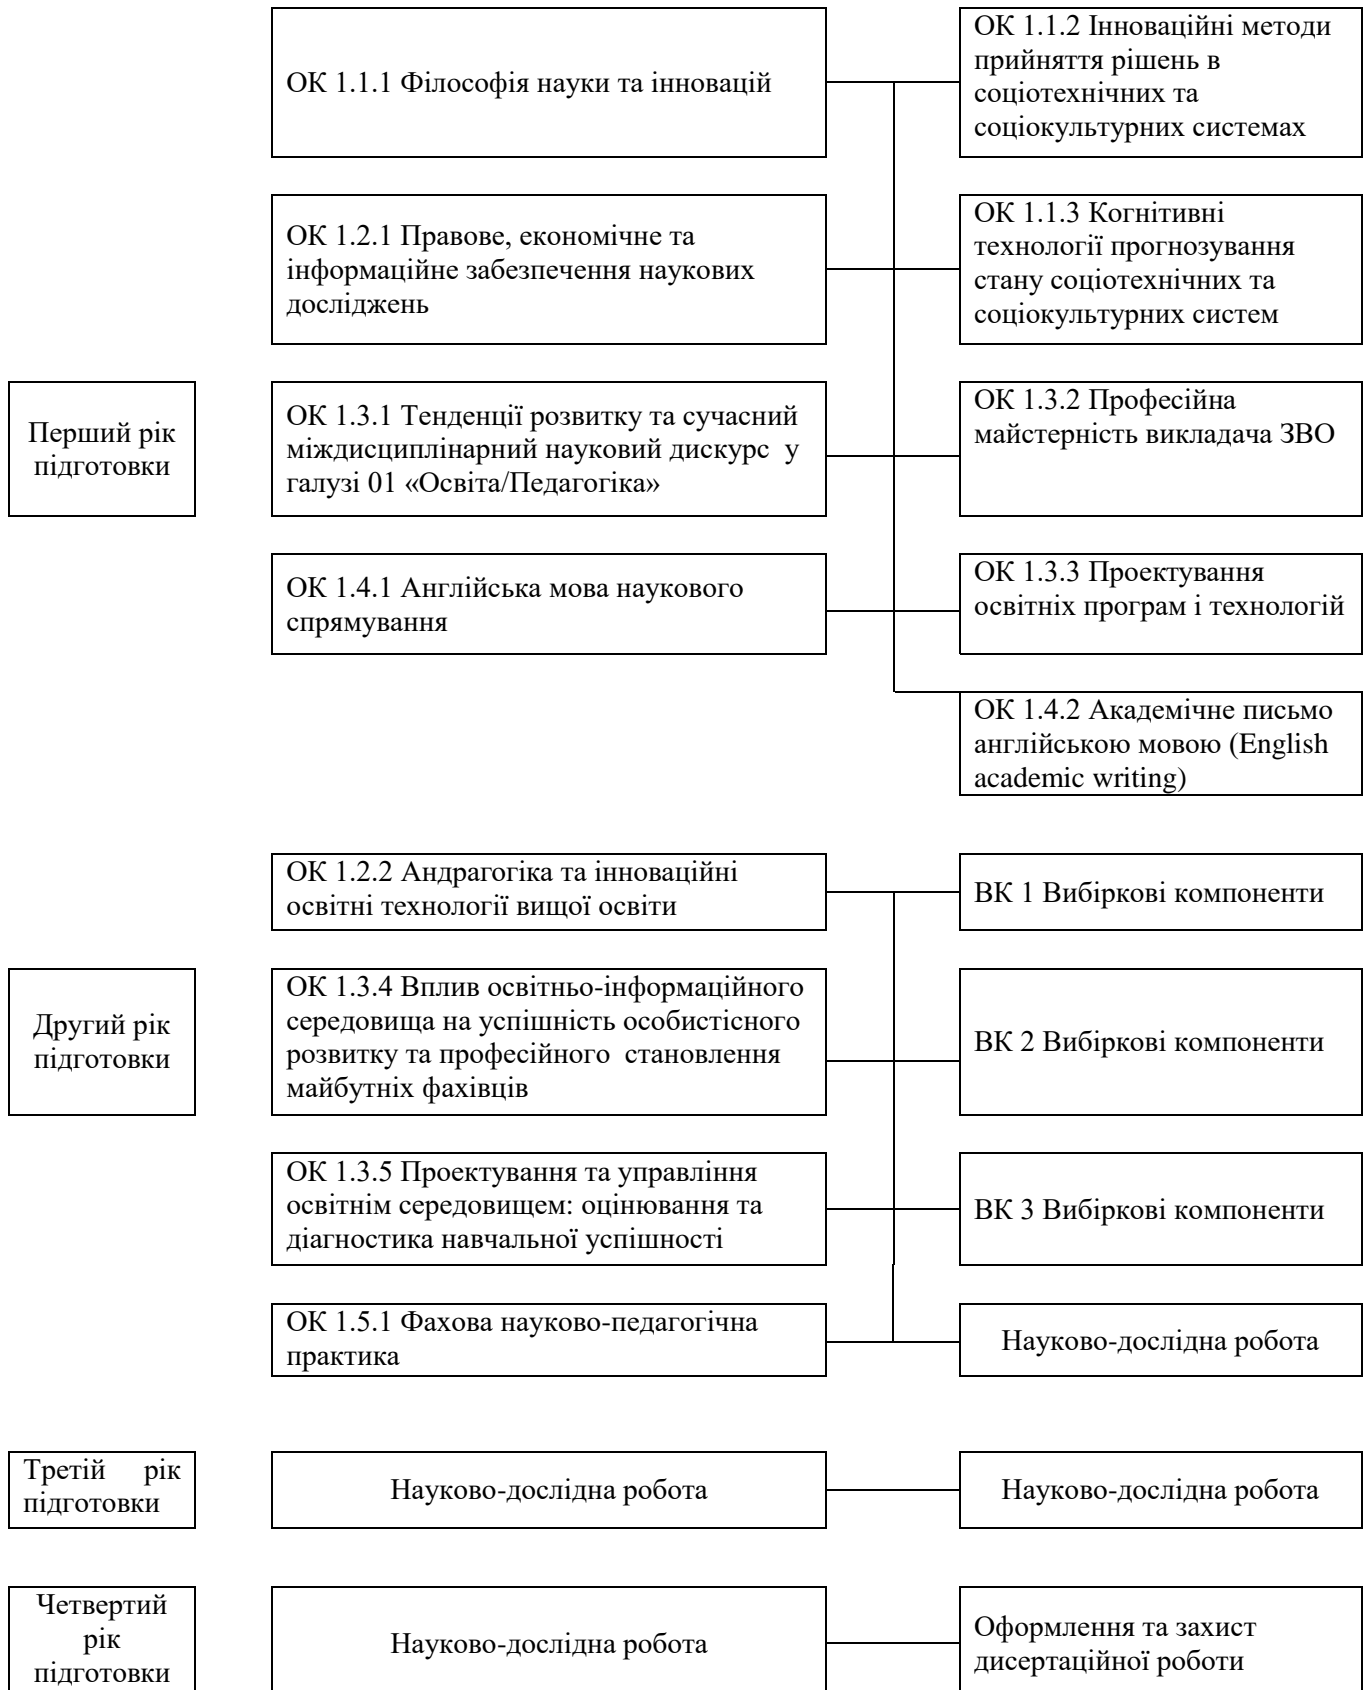 ОК 1.1.1 Філософія науки та інновацій
ОК 1.1.2 Інноваційні методи
прийняття рішень в
соціотехнічних та
соціокультурних системах
ОК 1.2.1 Правове, економічне та
інформаційне забезпечення наукових
досліджень
ОК 1.1.3 Когнітивні
технології прогнозування
стану соціотехнічних та
соціокультурних систем
Перший рік
підготовки
ОК 1.3.1 Тенденції розвитку та сучасний
міждисциплінарний науковий дискурс у
галузі 01 «Освіта/Педагогіка»
ОК 1.3.2 Професійна
майстерність викладача ЗВО
ОК 1.4.1 Англійська мова наукового
спрямування
ОК 1.3.3 Проектування
освітніх програм і технологій
ОК 1.4.2 Академічне письмо
англійською мовою (English
academic writing)
ОК 1.2.2 Андрагогіка та інноваційні
освітні технології вищої освіти
ВК 1 Вибіркові компоненти
Другий рік
підготовки
ОК 1.3.4 Вплив освітньо-інформаційного
середовища на успішність особистісного
розвитку та професійного становлення
майбутніх фахівців
ВК 2 Вибіркові компоненти
ОК 1.3.5 Проектування та управління
освітнім середовищем: оцінювання та
діагностика навчальної успішності
ВК 3 Вибіркові компоненти
ОК 1.5.1 Фахова науково-педагогічна
практика
Науково-дослідна робота
Третій рік
підготовки
Науково-дослідна робота
Науково-дослідна робота
Четвертий
рік
підготовки
Науково-дослідна робота
Оформлення та захист
дисертаційної роботи